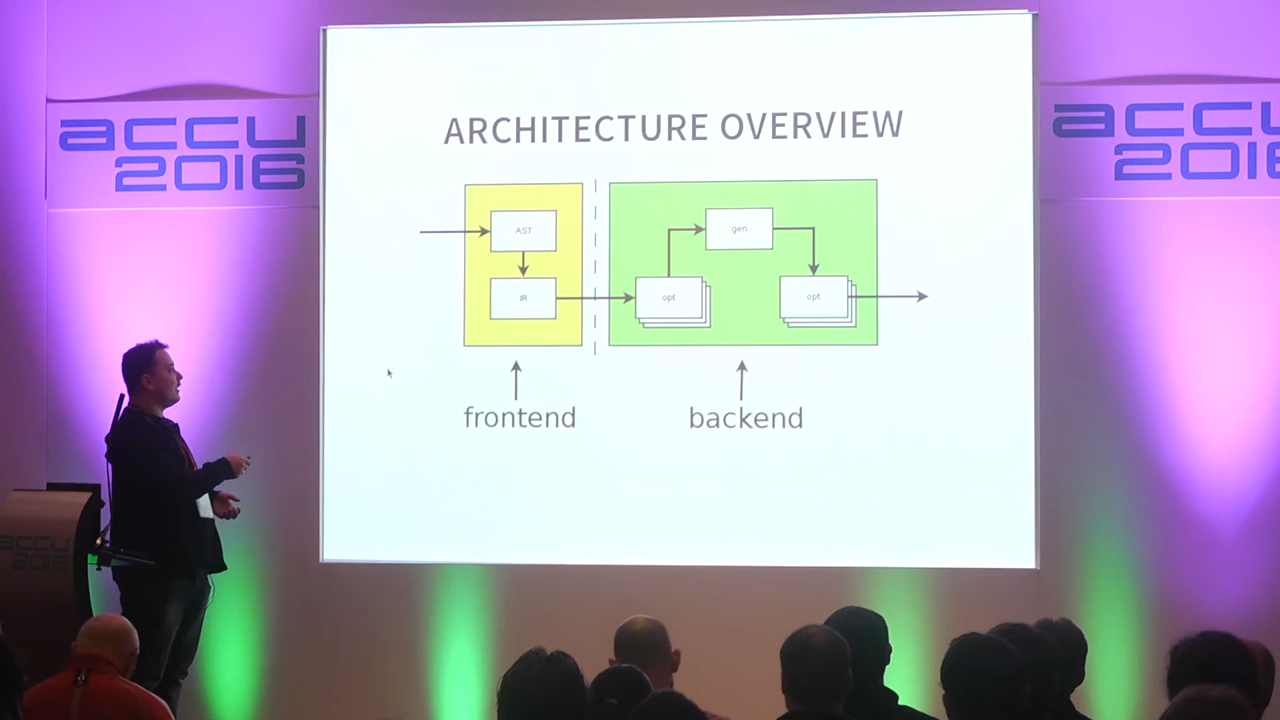 accu
2016
ARCHITECTURE OVERVIEW
AST
IR
gen
opt
opt
frontend
backend
accu
2016
accu
2016